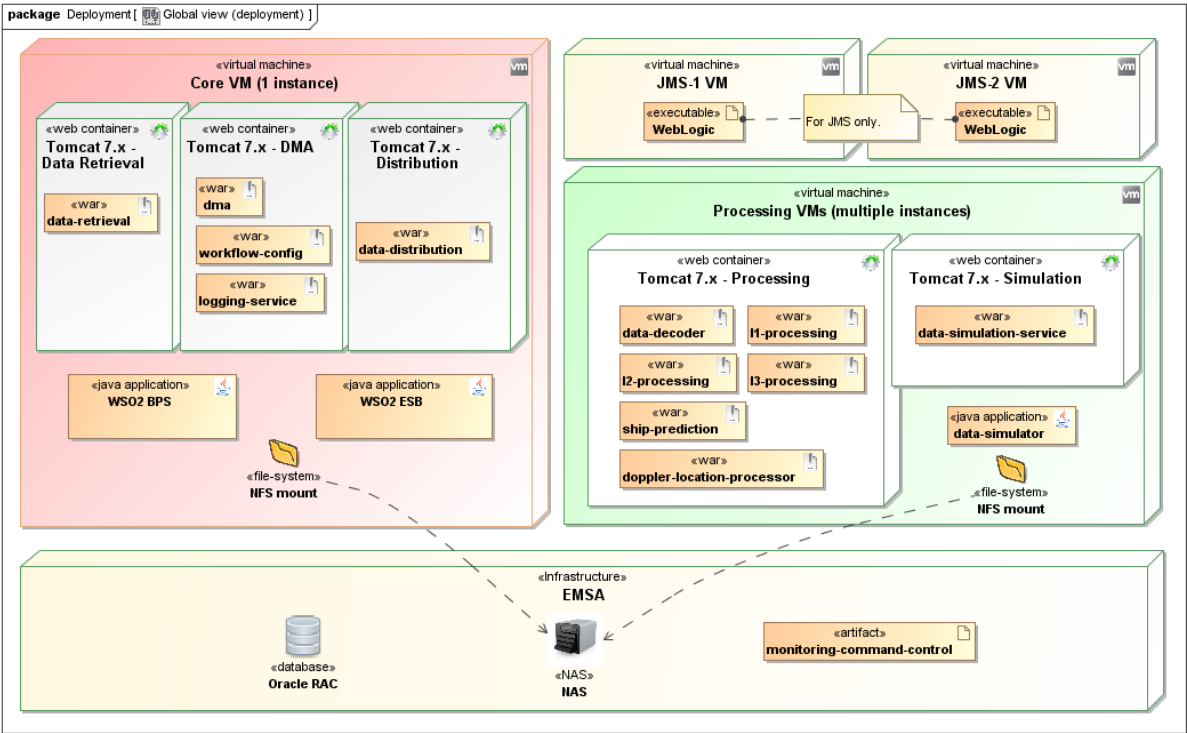 package Deployment [ Global view (deployment) ]
«virtual machine»
Core VM (1 instance)
vm
«web container»
Tomcat 7.x -
Data Retrieval
«war»
data-retrieval
«web container»
Tomcat 7.x - DMA
«war»
dma
«war»
workflow-config
«war»
logging-service
«web container»
Tomcat 7.x -
Distribution
«war»
data-distribution
«java application»
WSO2 BPS
«java application»
WSO2 ESB
«file-system»
NFS mount
«virtual machine»
JMS-1 VM
vm
«executable»
WebLogic
For JMS only.
«virtual machine»
JMS-2 VM
vm
«executable»
WebLogic
«virtual machine»
Processing VMs (multiple instances)
vm
«web container»
Tomcat 7.x - Processing
«war»
data-decoder
«war»
l1-processing
«war»
l2-processing
«war»
l3-processing
«war»
ship-prediction
«war»
doppler-location-processor
«web container»
Tomcat 7.x - Simulation
«war»
data-simulation-service
«java application»
data-simulator
«file-system»
NFS mount
«Infrastructure»
EMSA
«database»
Oracle RAC
«NAS»
NAS
«artifact»
monitoring-command-control